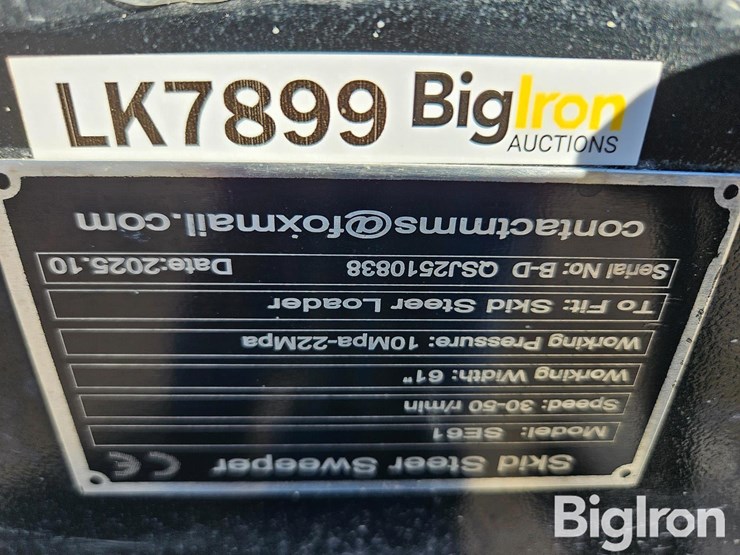 LK7899 BigIron
AUCTIONS
Skid Steer Sweeper CE
Model: SE61
Speed: 30-50 r/min
Working Width: 61"
Working Pressure: 10Mpa-22Mpa
To Fit: Skid Steer Loader
Serial No: B-D QSJ2510838 Date:2025.10
contactmms@foxmail.com
BigIron